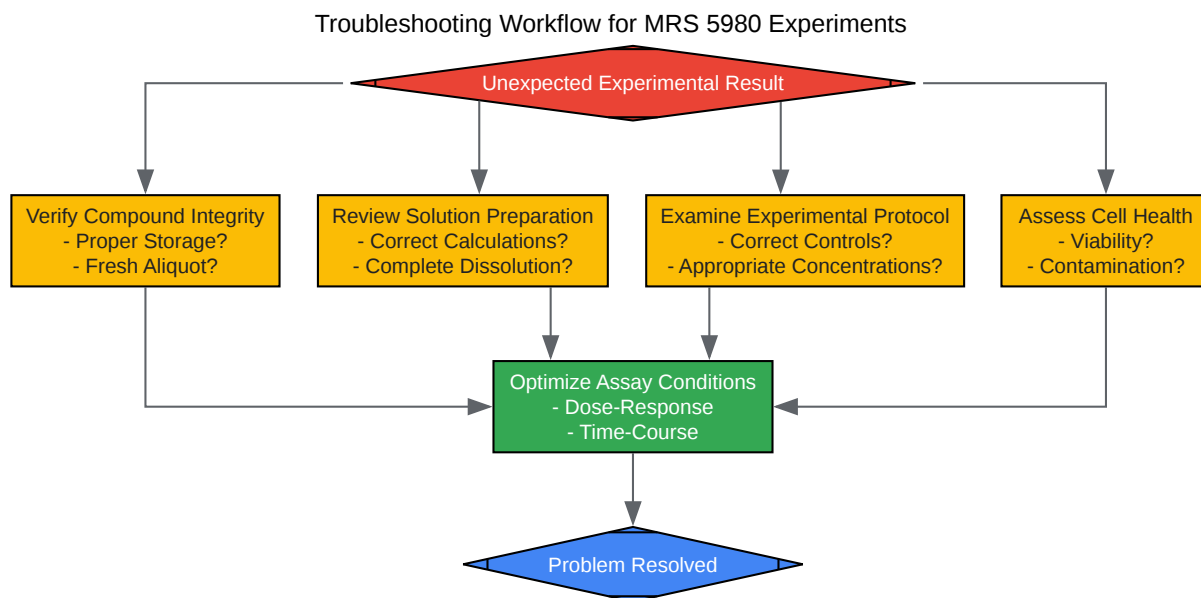 Troubleshooting Workflow for MRS 5980 Experiments
Unexpected Experimental Result
Verify Compound Integrity
- Proper Storage?
- Fresh Aliquot?
Review Solution Preparation
- Correct Calculations?
- Complete Dissolution?
Examine Experimental Protocol
- Correct Controls?
- Appropriate Concentrations?
Assess Cell Health
- Viability?
- Contamination?
Optimize Assay Conditions
- Dose-Response
- Time-Course
Problem Resolved